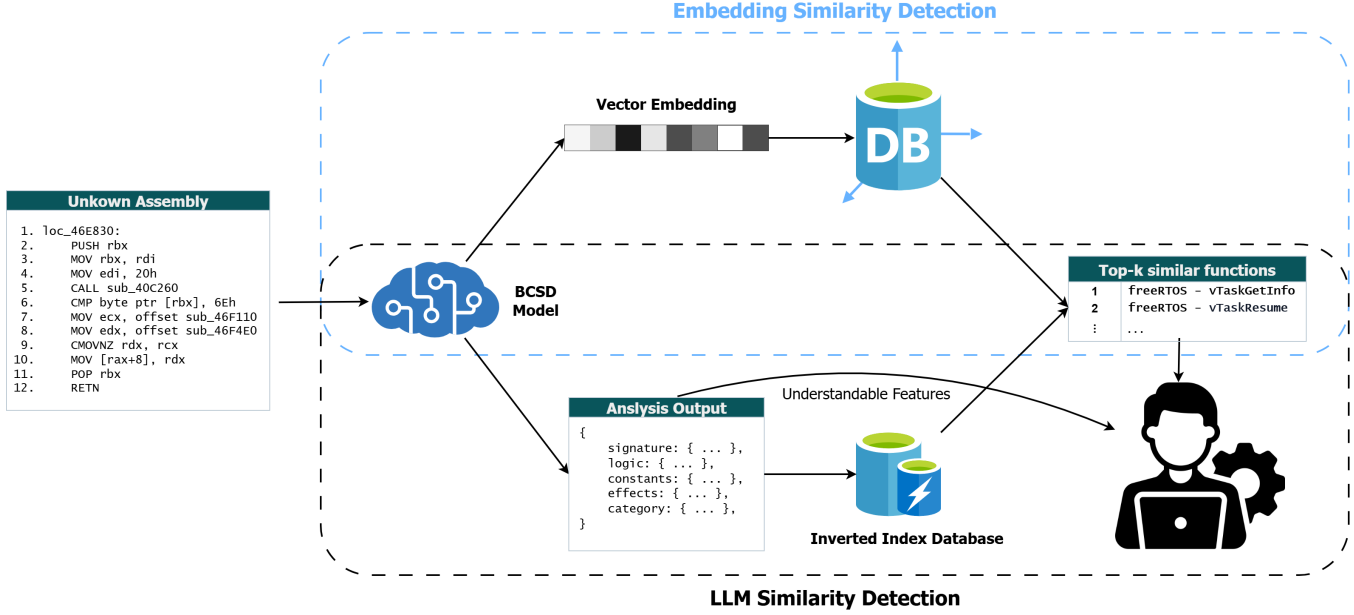 Embedding Similarity Detection
Vector Embedding
DB
Unkown Assembly
1. loc_46E830:
2. PUSH rbx
3. MOV rbx, rdi
4. MOV edi, 20h
5. CALL sub_40C260
6. CMP byte ptr [rbx], 6Eh
7. MOV ecx, offset sub_46F110
8. MOV edx, offset sub_46F4E0
9. CMOVNZ rdx, rcx
10. MOV [rax+8], rdx
11. POP rbx
12. RETN
BCSD
Model
Top-k similar functions
1 freeRTOS - vTaskGetInfo
2 freeRTOS - vTaskResume
⋮ ...
Understandable Features
Anslysis Output
{
signature: { ... },
logic: { ... },
constants: { ... },
effects: { ... },
category: { ... },
}
Inverted Index Database
LLM Similarity Detection